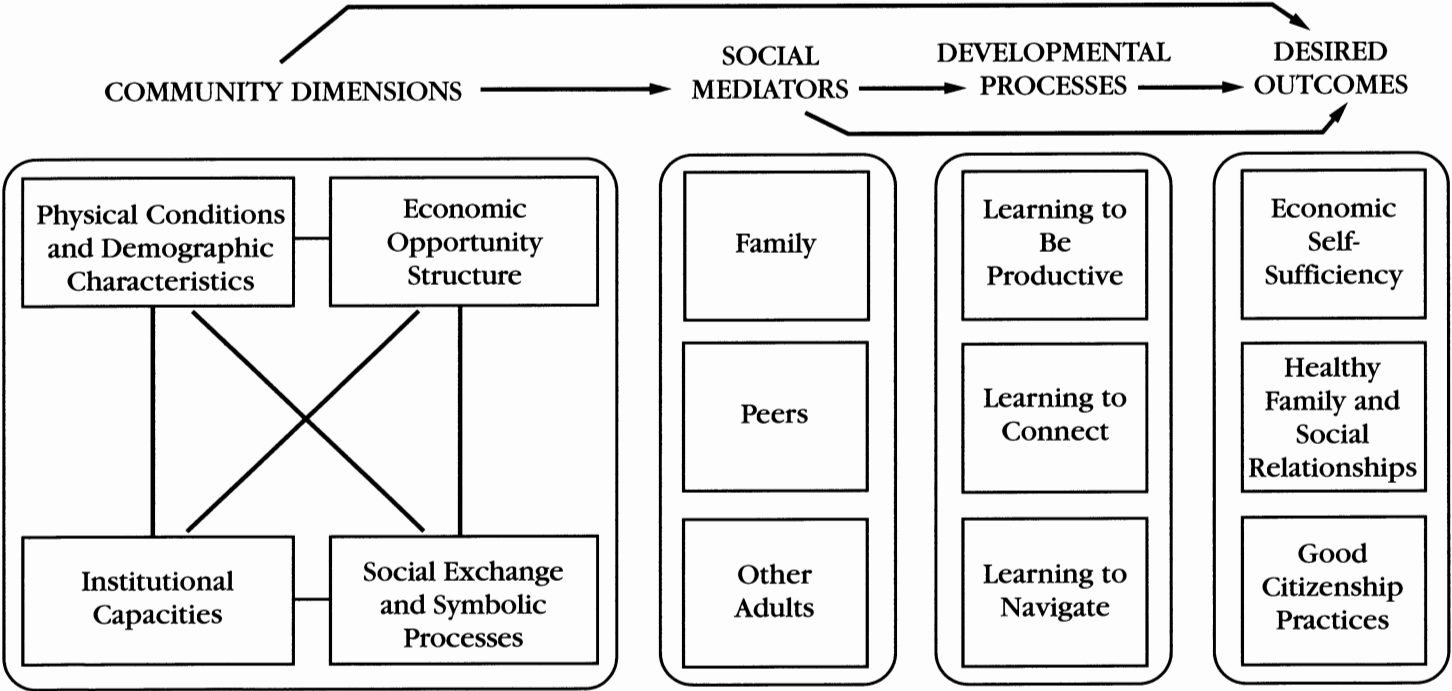 COMMUNITY DIMENSIONS
SOCIAL
MEDIATORS
DEVELOPMENTAL
PROCESSES
DESIRED
OUTCOMES
Physical Conditions
and Demographic
Characteristics
Economic
Opportunity
Structure
Institutional
Capacities
Social Exchange
and Symbolic
Processes
Family
Peers
Other
Adults
Learning to
Be
Productive
Learning to
Connect
Learning to
Navigate
Economic
Self-
Sufficiency
Healthy
Family and
Social
Relationships
Good
Citizenship
Practices